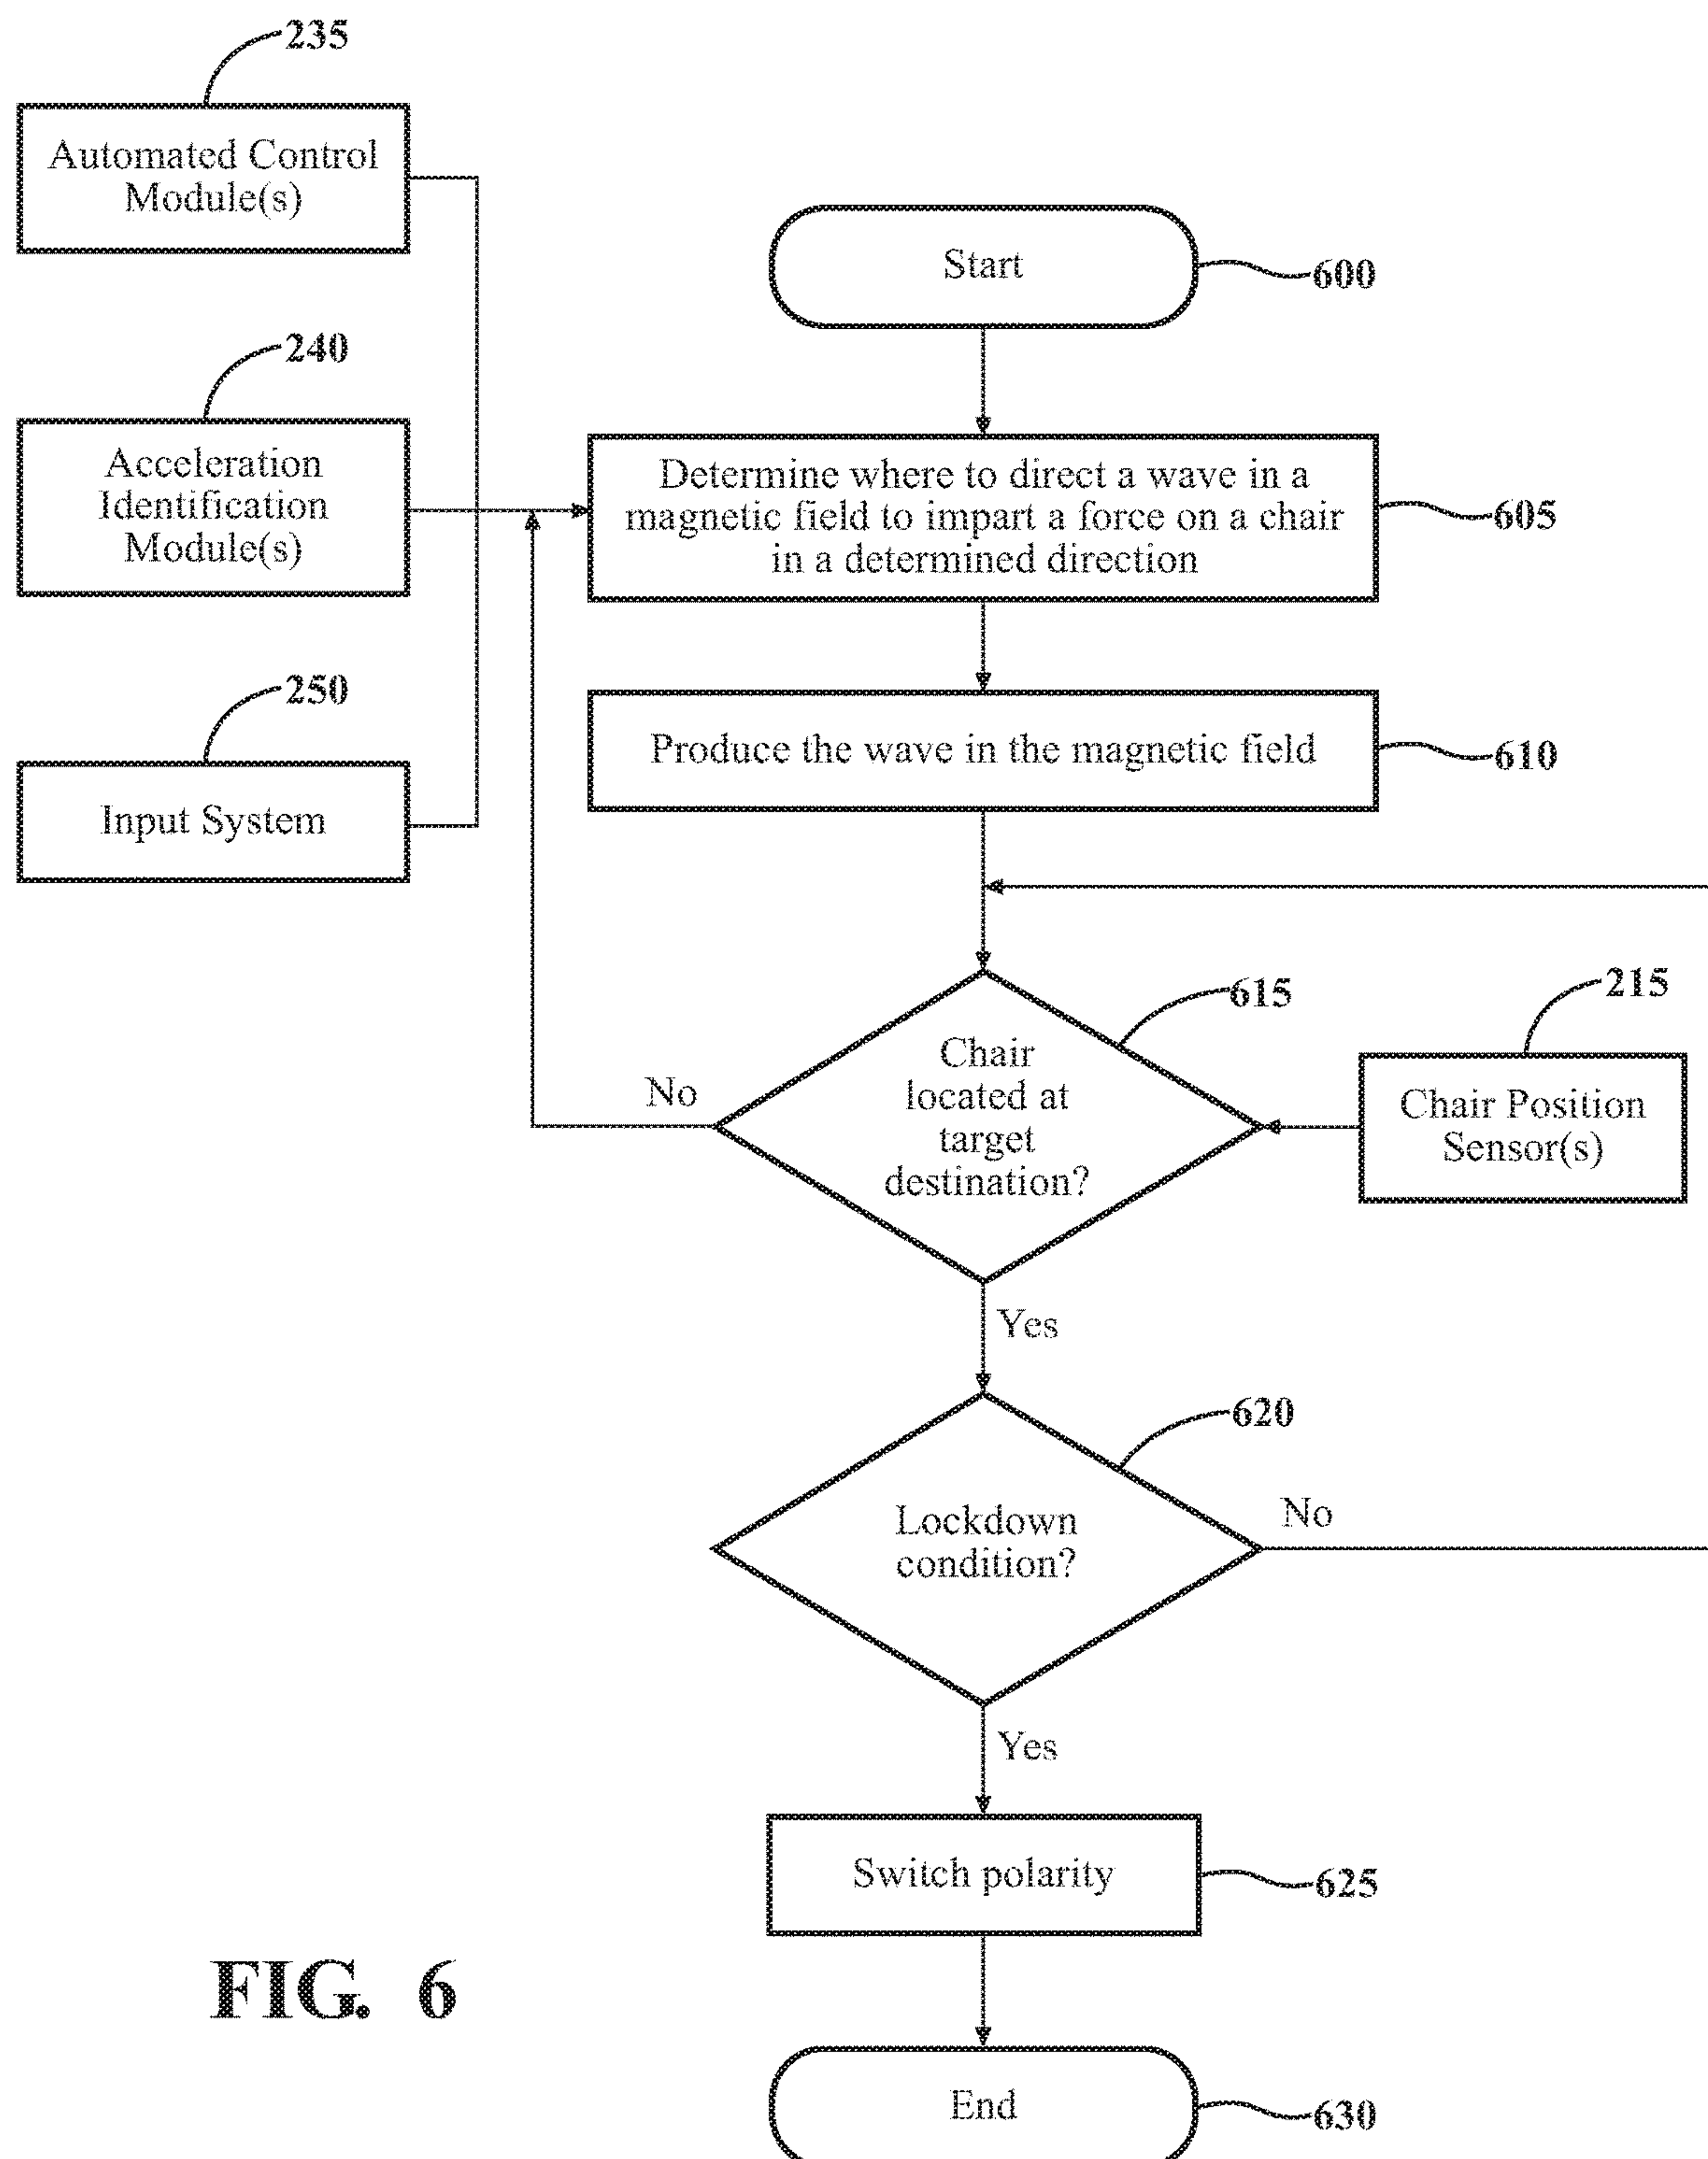 235
Automated Control
Module(s)
Start
600
240
Acceleration
Identification
Module(s)
Determine where to direct a wave in a
magnetic field to impart a force on a chair
in a determined direction
605
250
Input System
Produce the wave in the magnetic field
610
615
215
Chair
located at
target
destination?
No
Chair Position
Sensor(s)
Yes
620
Lockdown
condition?
No
Yes
Switch polarity
625
FIG. 6
End
630